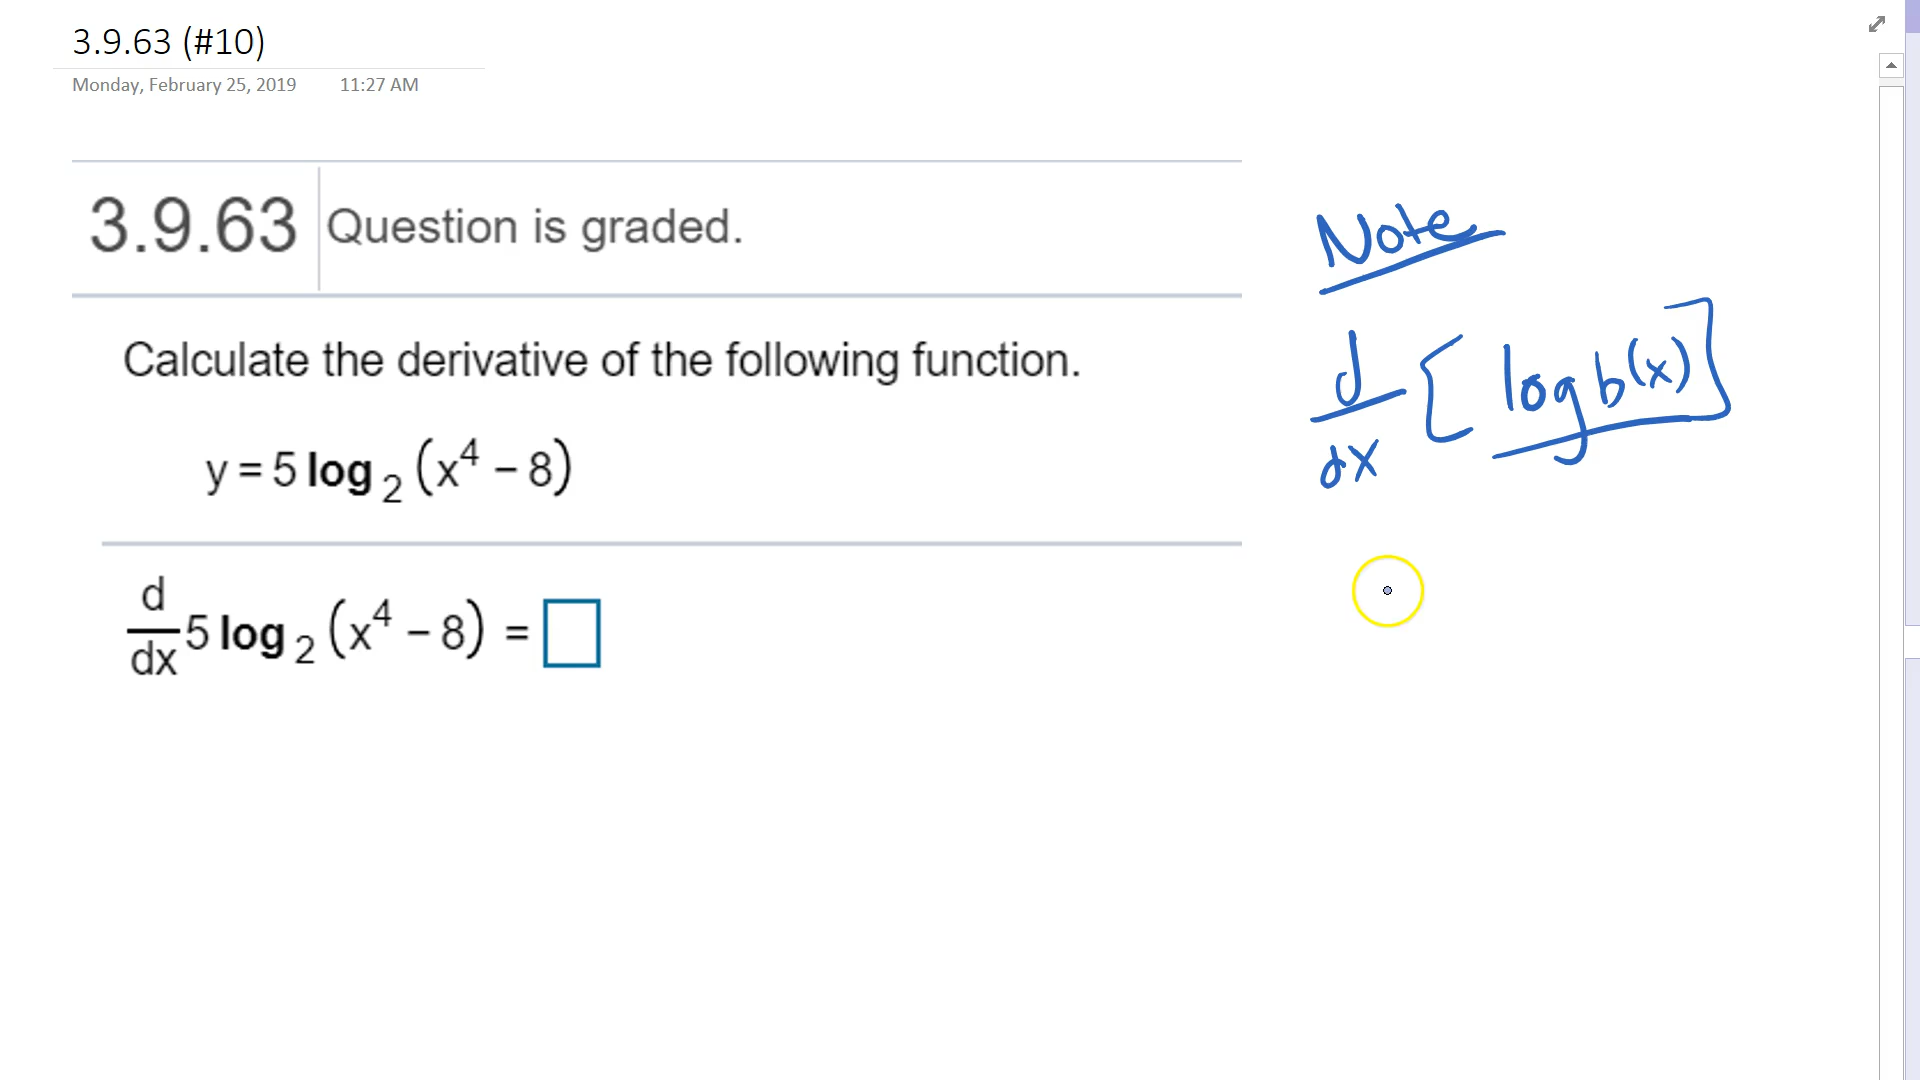 3.9.63 (#10)
Monday, February 25, 2019 11:27 AM
3.9.63 Question is graded.
Calculate the derivative of the following function.
y = 5 log₂ (x⁴ − 8)
d/dx 5 log₂ (x⁴ − 8) =
Note
d/dx [log b(x)]